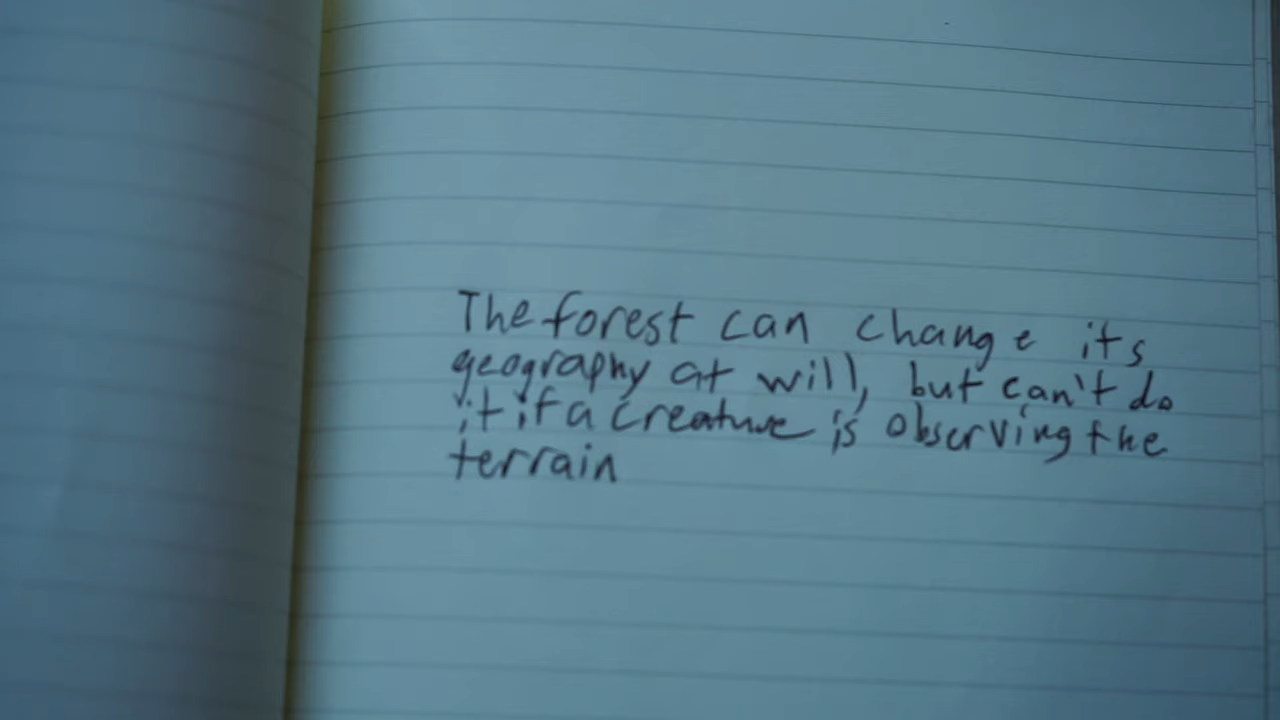 The forest can change its
geography at will, but can't do
it if a creature is observing the
terrain